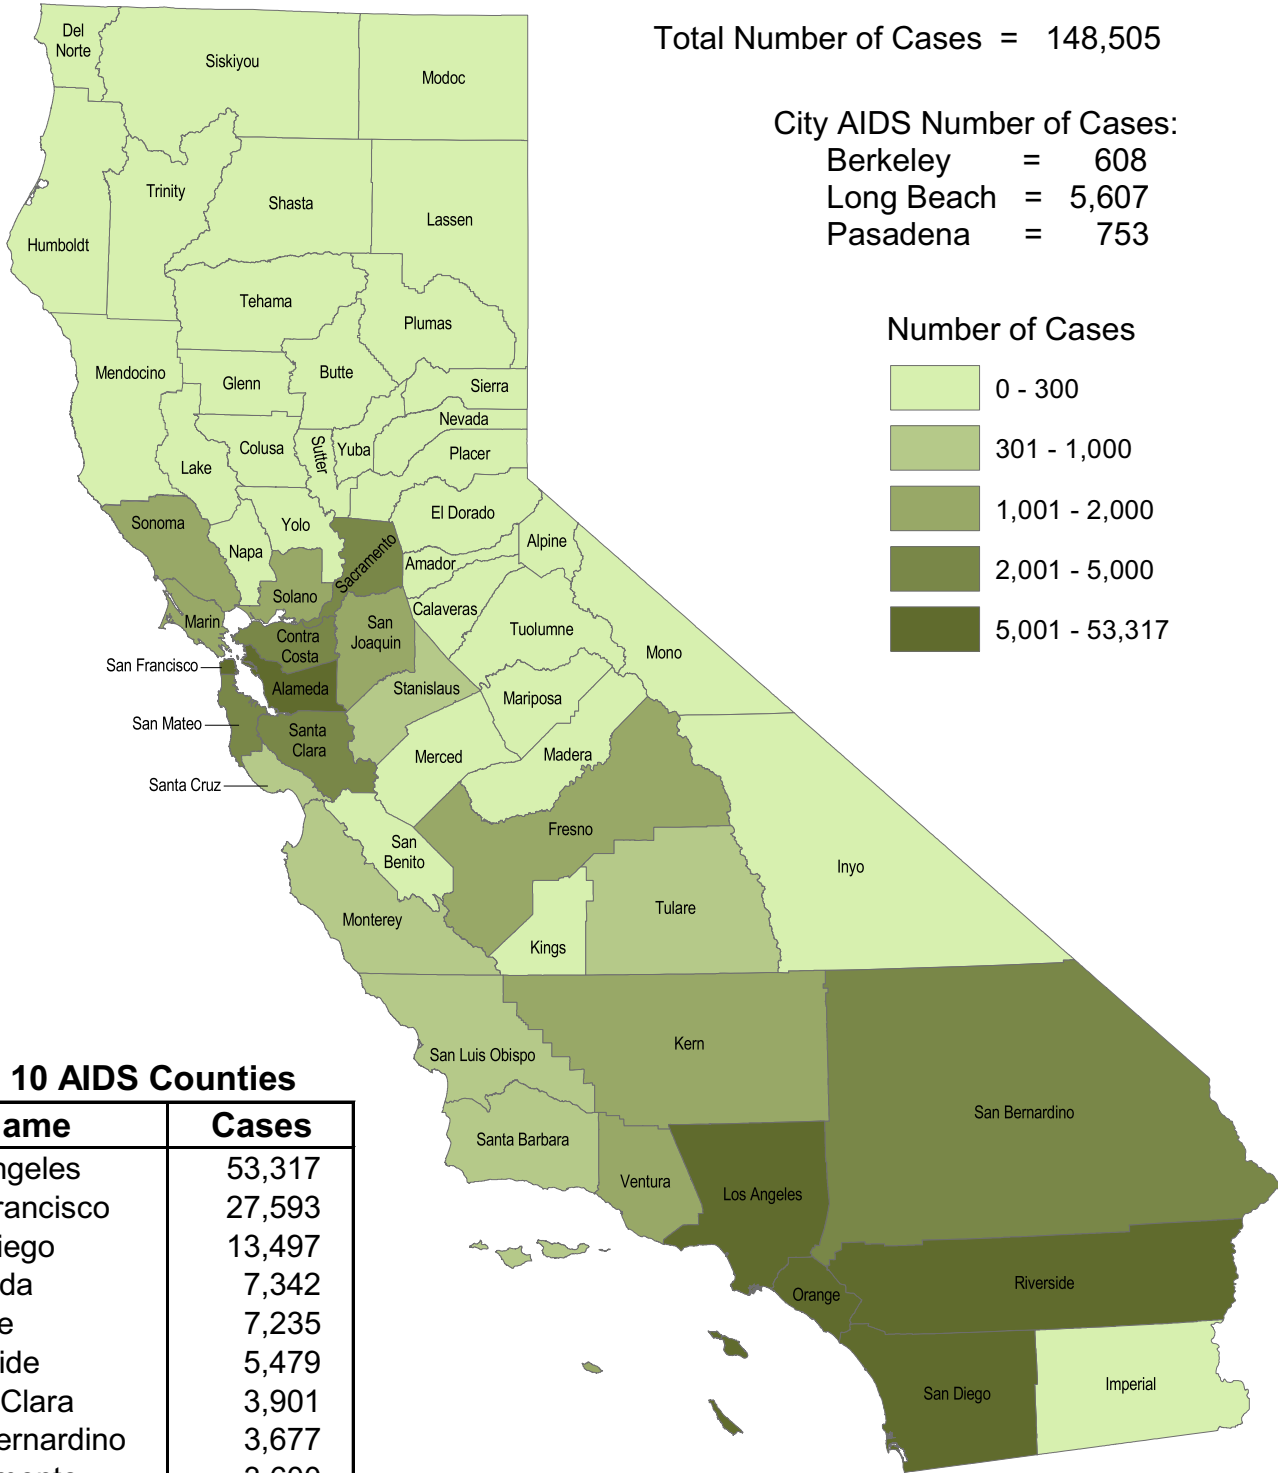 Total Number of Cases = 148,505
City AIDS Number of Cases:
Berkeley = 608
Long Beach = 5,607
Pasadena = 753
Number of Cases
0 - 300
301 - 1,000
1,001 - 2,000
2,001 - 5,000
5,001 - 53,317
Del
Norte
Siskiyou
Modoc
Trinity
Shasta
Lassen
Humboldt
Tehama
Plumas
Mendocino
Glenn
Butte
Sierra
Nevada
Colusa
Sutter
Yuba
Placer
Lake
Sonoma
Yolo
El Dorado
Napa
Sacramento
Alpine
Amador
Solano
Calaveras
Marin
San
Joaquin
Tuolumne
Contra
Costa
Mono
San Francisco
Alameda
Stanislaus
Mariposa
San Mateo
Santa
Clara
Merced
Madera
Santa Cruz
Fresno
San
Benito
Inyo
Monterey
Tulare
Kings
San Luis Obispo
Kern
San Bernardino
Santa Barbara
Ventura
Los Angeles
Orange
Riverside
San Diego
Imperial
10 AIDS Counties
ame Cases
ngeles 53,317
rancisco 27,593
iego 13,497
da 7,342
e 7,235
ide 5,479
Clara 3,901
ernardino 3,677